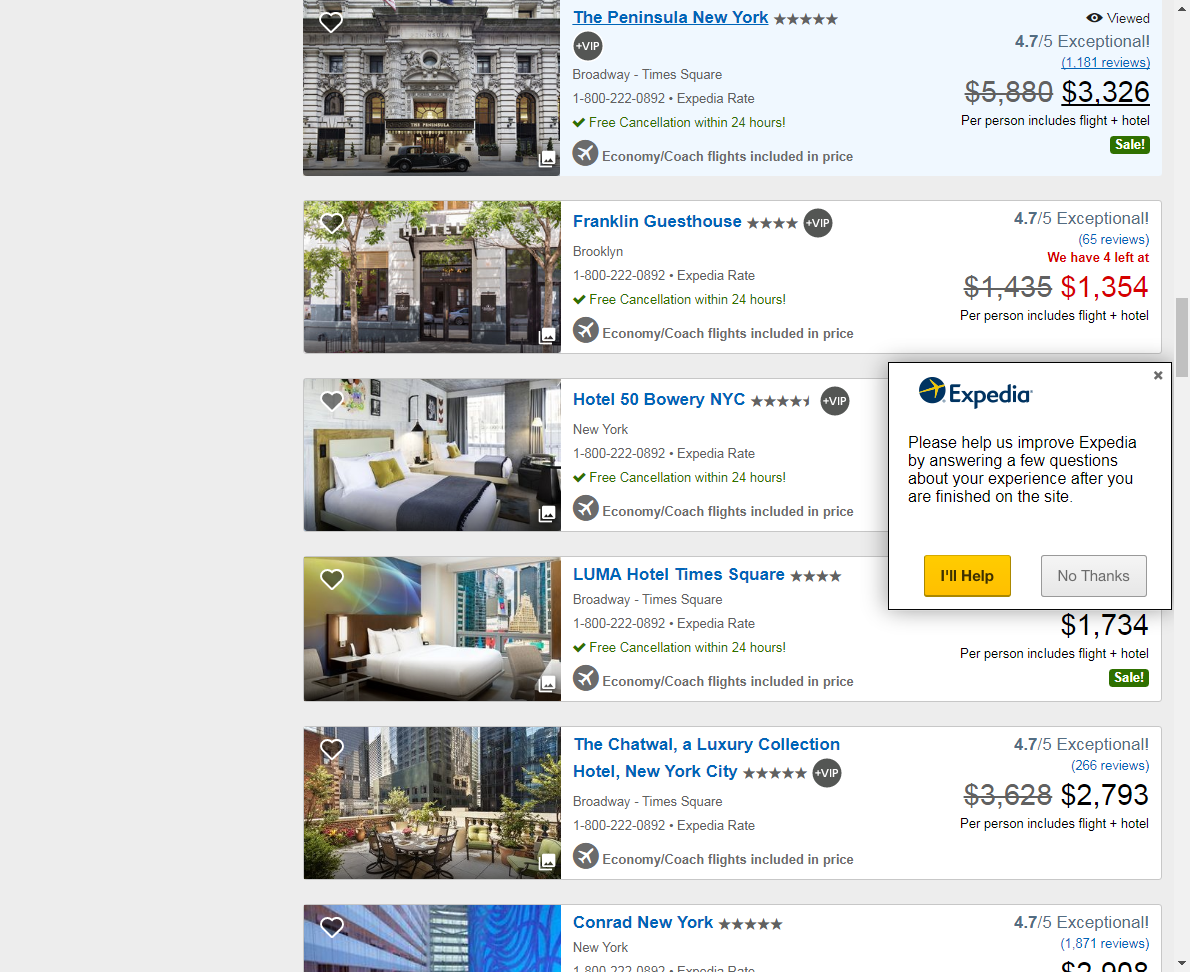 The Peninsula New York
Viewed
+VIP
4.7/5 Exceptional!
(1,181 reviews)
Broadway - Times Square
$5,880 $3,326
1-800-222-0892 • Expedia Rate
Per person includes flight + hotel
Free Cancellation within 24 hours!
Sale!
Economy/Coach flights included in price
THE PENINSULA
Franklin Guesthouse
+VIP
4.7/5 Exceptional!
(65 reviews)
Brooklyn
We have 4 left at
1-800-222-0892 • Expedia Rate
$1,435 $1,354
Free Cancellation within 24 hours!
Per person includes flight + hotel
Economy/Coach flights included in price
HOTEL
Hotel 50 Bowery NYC
+VIP
New York
1-800-222-0892 • Expedia Rate
Free Cancellation within 24 hours!
Economy/Coach flights included in price
Expedia
Please help us improve Expedia
by answering a few questions
about your experience after you
are finished on the site.
I'll Help
No Thanks
LUMA Hotel Times Square
Broadway - Times Square
1-800-222-0892 • Expedia Rate
$1,734
Free Cancellation within 24 hours!
Per person includes flight + hotel
Economy/Coach flights included in price
Sale!
The Chatwal, a Luxury Collection
Hotel, New York City
+VIP
4.7/5 Exceptional!
(266 reviews)
Broadway - Times Square
$3,628 $2,793
1-800-222-0892 • Expedia Rate
Per person includes flight + hotel
Economy/Coach flights included in price
Conrad New York
4.7/5 Exceptional!
(1,871 reviews)
New York
1-800-222-0892 • Expedia Rate
$2,908